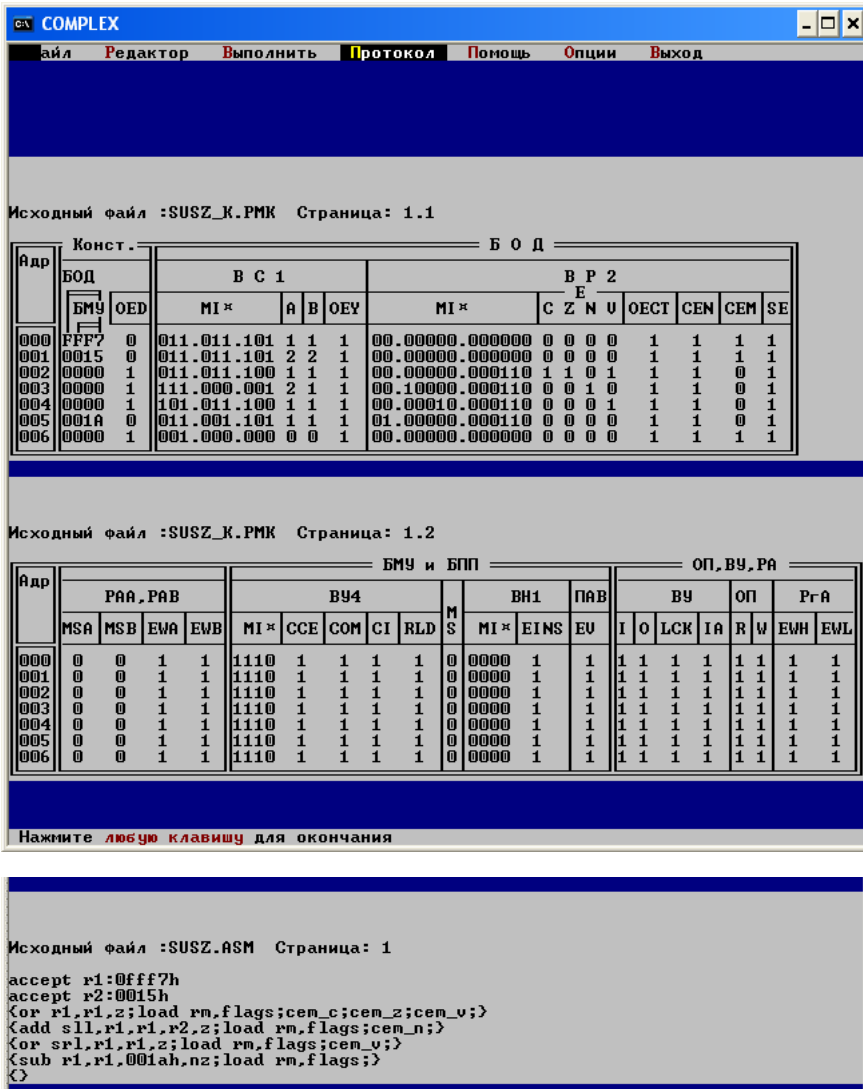 COMPLEX
айл Редактор Выполнить Протокол Помощь Опции Выход
Исходный файл :SUSZ_K.PMK Страница: 1.1
Конст. Б О Д
Адр БОД В С 1 В Р 2
E
БМУ OED MI* A B OEY MI* C Z N V OECT CEN CEM SE
000 FFF7 0 011.011.101 1 1 1 00.00000.000000 0 0 0 0 1 1 1 1
001 0015 0 011.011.101 2 2 1 00.00000.000000 0 0 0 0 1 1 1 1
002 0000 1 011.011.100 1 1 1 00.00000.000110 1 1 0 1 1 1 0 1
003 0000 1 111.000.001 2 1 1 00.10000.000110 0 0 1 0 1 1 0 1
004 0000 1 101.011.100 1 1 1 00.00010.000110 0 0 0 1 1 1 0 1
005 001A 0 011.001.101 1 1 1 01.00000.000110 0 0 0 0 1 1 0 1
006 0000 1 001.000.000 0 0 1 00.00000.000000 0 0 0 0 1 1 1 1
Исходный файл :SUSZ_K.PMK Страница: 1.2
БМУ и БПП ОП,ВУ,РА
Адр РАА,РАВ ВУ4 M S ВН1 ПАВ ВУ ОП РгА
MSA MSB EWA EWB MI* CCE COM CI RLD MI* EINS EV I O LCK IA R W EWH EWL
000 0 0 1 1 1110 1 1 1 1 0 0000 1 1 1 1 1 1 1 1 1 1
001 0 0 1 1 1110 1 1 1 1 0 0000 1 1 1 1 1 1 1 1 1 1
002 0 0 1 1 1110 1 1 1 1 0 0000 1 1 1 1 1 1 1 1 1 1
003 0 0 1 1 1110 1 1 1 1 0 0000 1 1 1 1 1 1 1 1 1 1
004 0 0 1 1 1110 1 1 1 1 0 0000 1 1 1 1 1 1 1 1 1 1
005 0 0 1 1 1110 1 1 1 1 0 0000 1 1 1 1 1 1 1 1 1 1
006 0 0 1 1 1110 1 1 1 1 0 0000 1 1 1 1 1 1 1 1 1 1
Нажмите любую клавишу для окончания
Исходный файл :SUSZ.ASM Страница: 1
accept r1:0fff7h
accept r2:0015h
{or r1,r1,z;load rm,flags;cem_c;cem_z;cem_v;}
{add sll,r1,r1,r2,z;load rm,flags;cem_n;}
{or srl,r1,r1,z;load rm,flags;cem_v;}
{sub r1,r1,001ah,nz;load rm,flags;}
{}